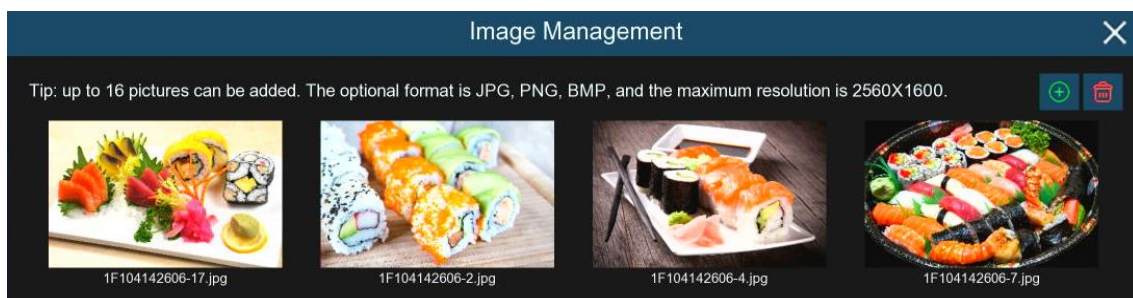 Image Management
Tip: up to 16 pictures can be added. The optional format is JPG, PNG, BMP, and the maximum resolution is 2560X1600.
1F104142606-17.jpg
1F104142606-2.jpg
1F104142606-4.jpg
1F104142606-7.jpg